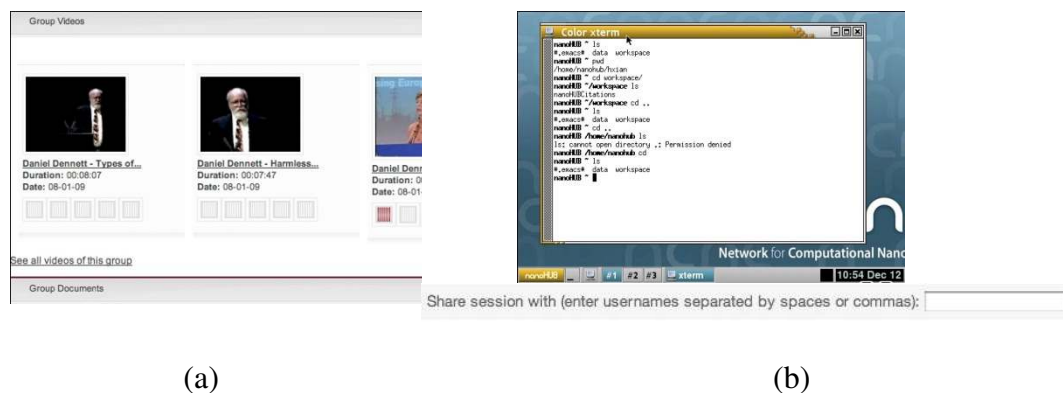 Group Videos
Daniel Dennett - Types of...
Duration: 00:08:07
Date: 08-01-09
Daniel Dennett - Harmless...
Duration: 00:07:47
Date: 08-01-09
Daniel Denn
Duration: 0
Date: 08-01-
See all videos of this group
Group Documents
Color xterm
nanoHUB ~ ls
#.emacs# data workspace
nanoHUB ~ pwd
/home/nanohub/hxian
nanoHUB ~ cd workspace/
nanoHUB ~/workspace ls
nanoHUBCitations
nanoHUB ~/workspace cd ..
nanoHUB ~ ls
#.emacs# data workspace
nanoHUB ~ cd ..
nanoHUB /home/nanohub ls
ls: cannot open directory .: Permission denied
nanoHUB /home/nanohub cd
nanoHUB ~ ls
#.emacs# data workspace
nanoHUB ~
Network for Computational Nano
nanoHUB #1 #2 #3 xterm 10:54 Dec 12
Share session with (enter usernames separated by spaces or commas):
(a)
(b)